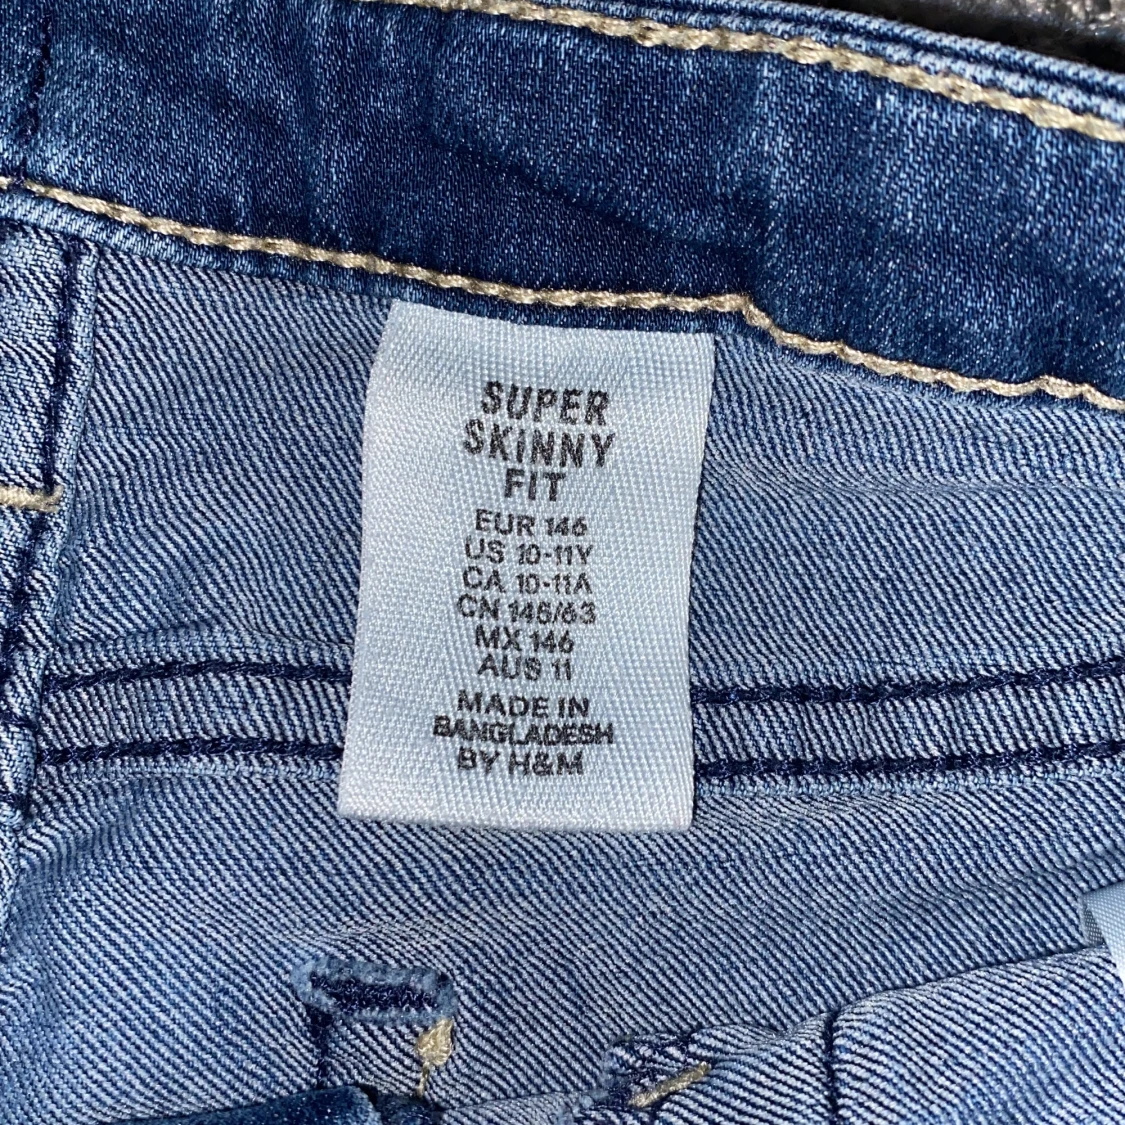 SUPER
SKINNY
FIT
EUR 146
US 10-11Y
CA 10-11A
CN 145/63
MX 146
AUS 11
MADE IN
BANGLADESH
BY H&M